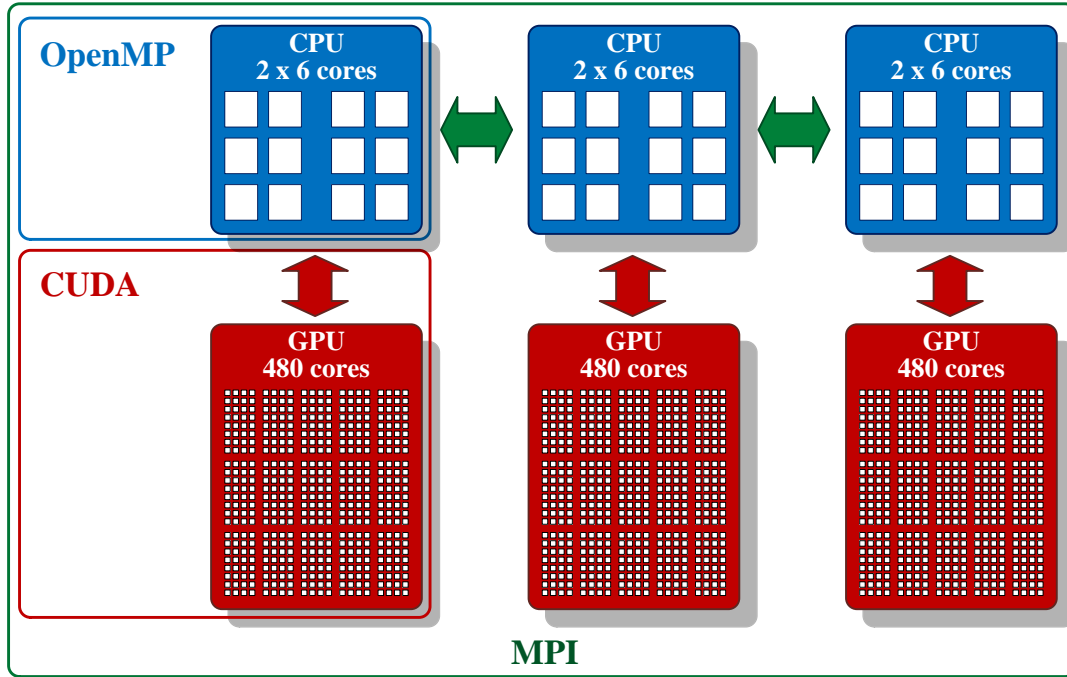 OpenMP
CPU
2 x 6 cores
CPU
2 x 6 cores
CPU
2 x 6 cores
CUDA
GPU
480 cores
GPU
480 cores
GPU
480 cores
MPI